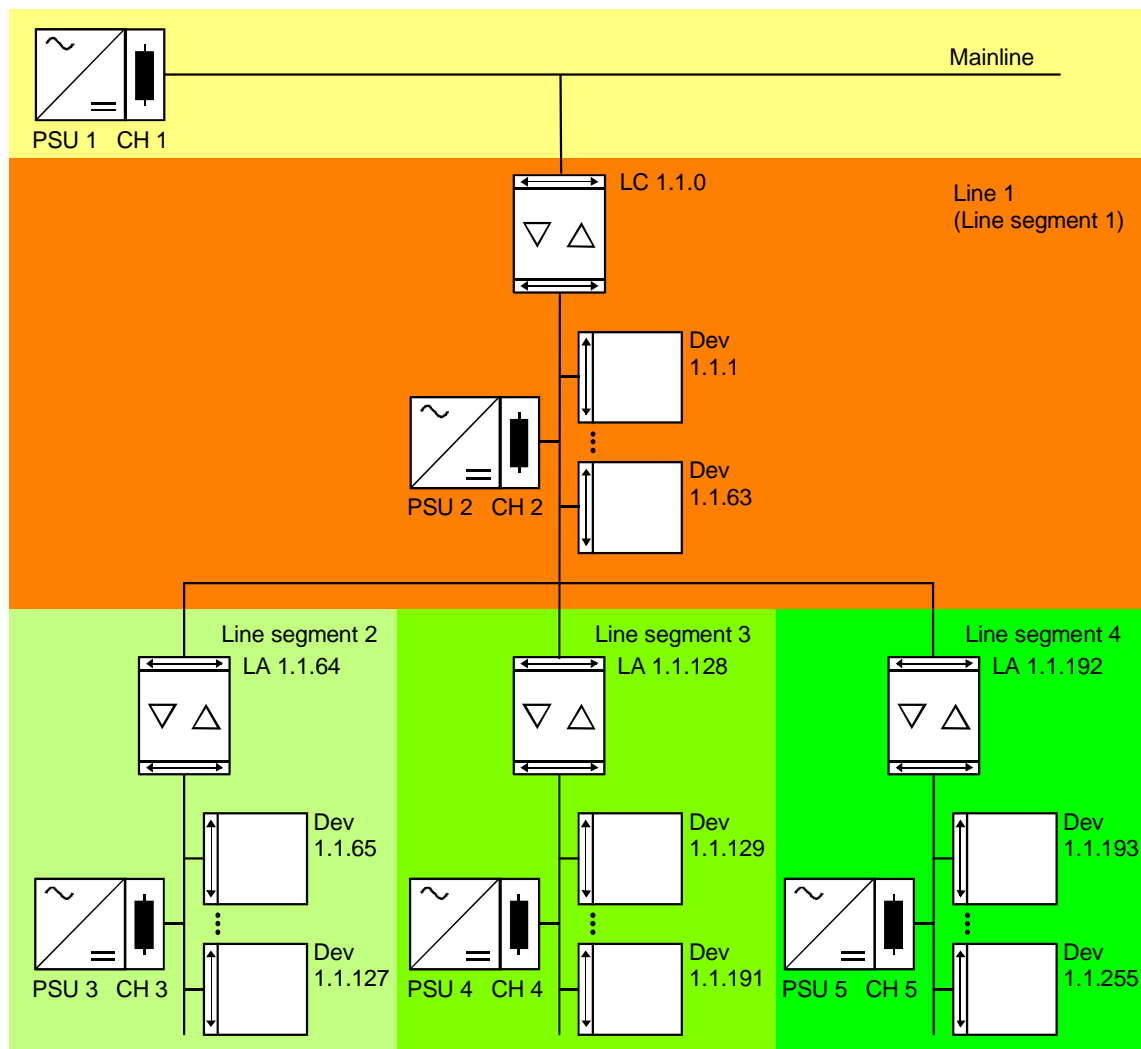 Mainline
PSU 1 CH 1
LC 1.1.0
Line 1
(Line segment 1)
Dev
1.1.1
Dev
1.1.63
PSU 2 CH 2
Line segment 2
LA 1.1.64
Dev
1.1.65
Dev
1.1.127
PSU 3 CH 3
Line segment 3
LA 1.1.128
Dev
1.1.129
Dev
1.1.191
PSU 4 CH 4
Line segment 4
LA 1.1.192
Dev
1.1.193
Dev
1.1.255
PSU 5 CH 5